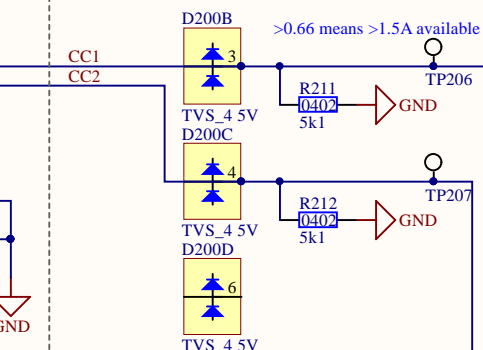 D200B
>0.66 means >1.5A available
CC1
3
CC2
TP206
R211
0402
GND
5k1
TVS_4 5V
D200C
4
TP207
R212
0402
GND
5k1
TVS_4 5V
D200D
6
GND
TVS_4 5V